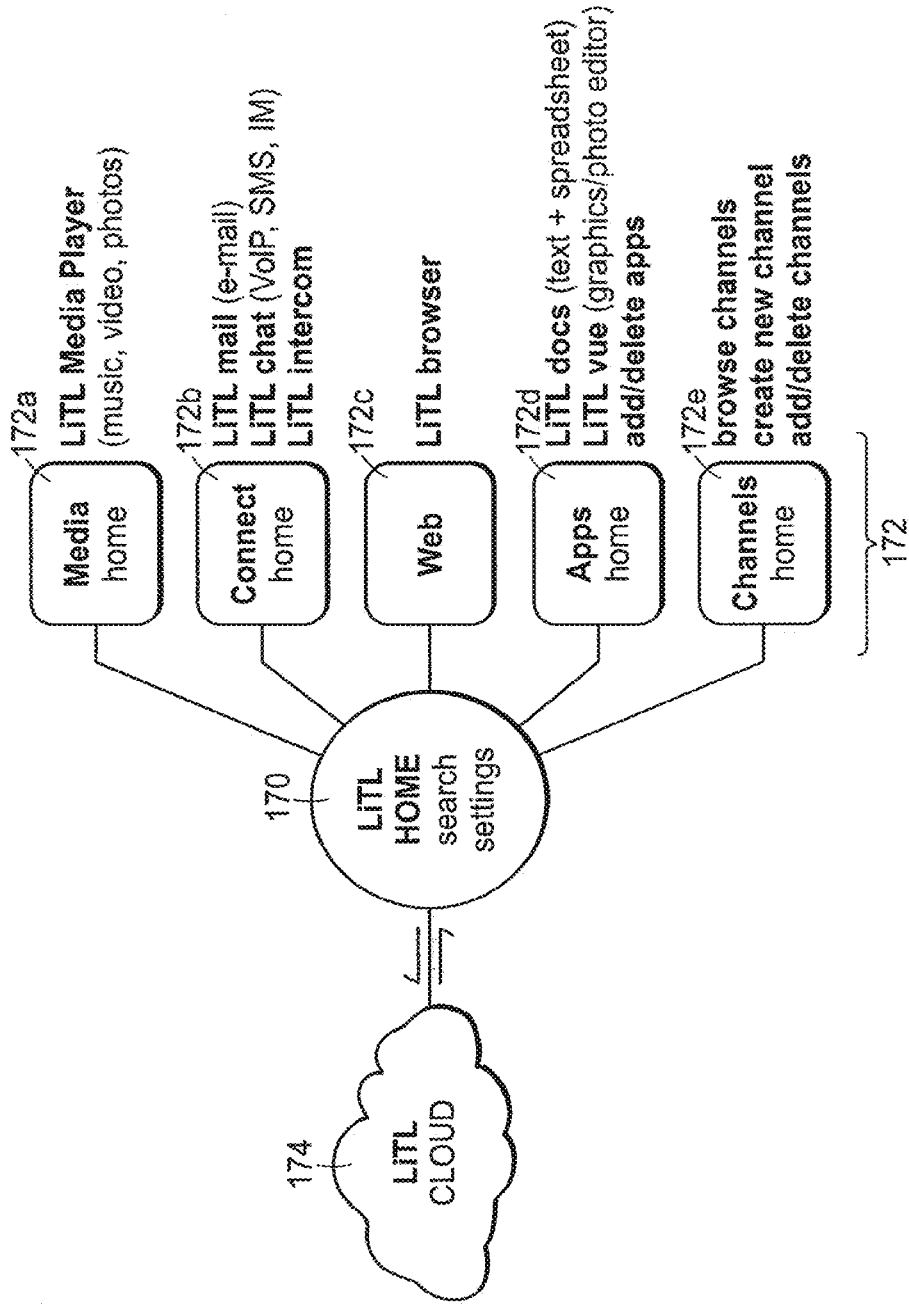 174
LiTL
CLOUD
170
LiTL
HOME
search
settings
172a
Media
home
LiTL Media Player
(music, video, photos)
172b
Connect
home
LiTL mail (e-mail)
LiTL chat (VoIP, SMS, IM)
LiTL intercom
172c
Web
LiTL browser
172d
Apps
home
LiTL docs (text + spreadsheet)
LiTL vue (graphics/photo editor)
add/delete apps
172e
Channels
home
browse channels
create new channel
add/delete channels
172